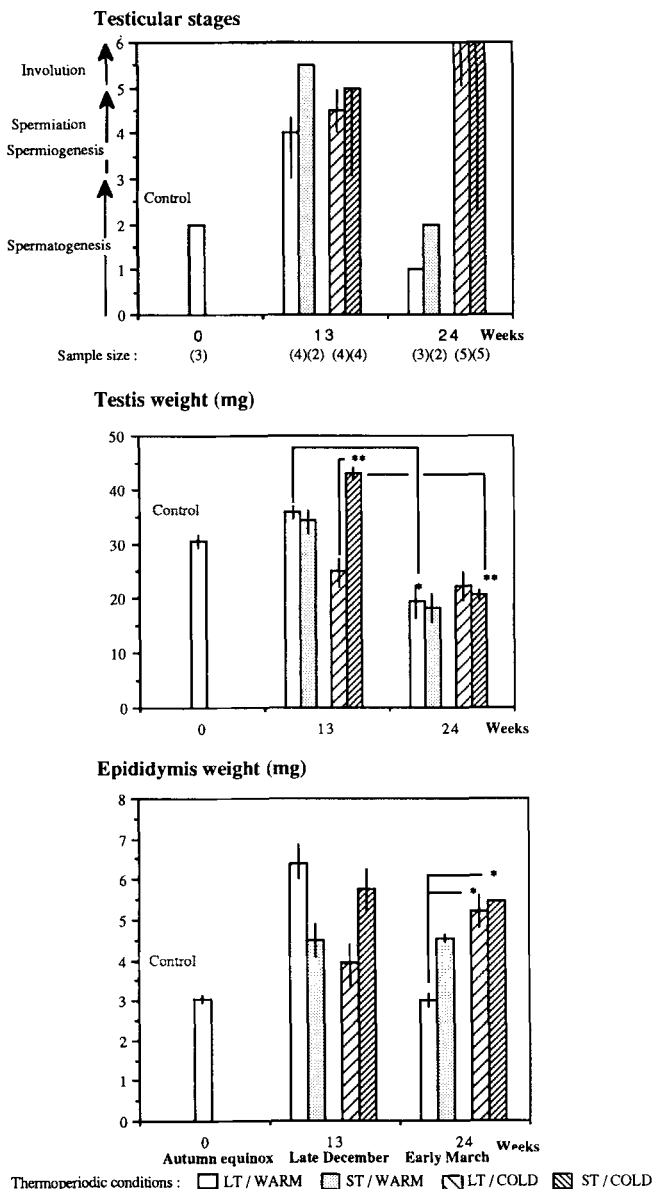 Testicular stages
6
Involution
5
Spermiation
4
Spermiogenesis
3
Control
2
Spermatogenesis
1
0
0 13 24 Weeks
Sample size : (3) (4)(2) (4)(4) (3)(2) (5)(5)
Testis weight (mg)
50
**
40
Control
30
**
*
20
10
0
0 13 24 Weeks
Epididymis weight (mg)
8
7
6
*
*
5
Control
4
3
2
1
0
0 13 24 Weeks
Autumn equinox Late December Early March
Thermoperiodic conditions : LT / WARM ST / WARM LT / COLD ST / COLD